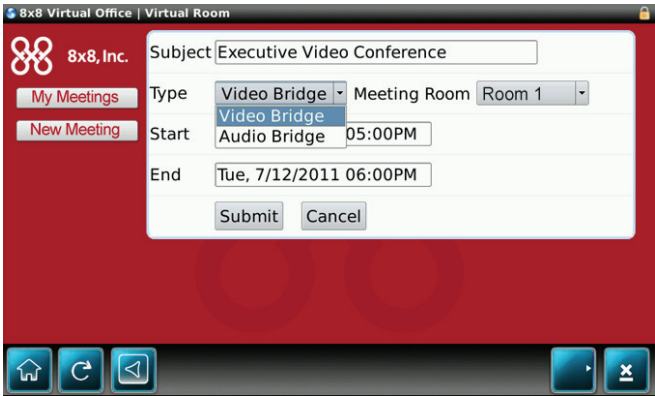 8x8 Virtual Office | Virtual Room
8x8, Inc.
My Meetings
New Meeting
Subject Executive Video Conference
Type Video Bridge Meeting Room Room 1
Video Bridge
Audio Bridge
Start 05:00PM
End Tue, 7/12/2011 06:00PM
Submit Cancel